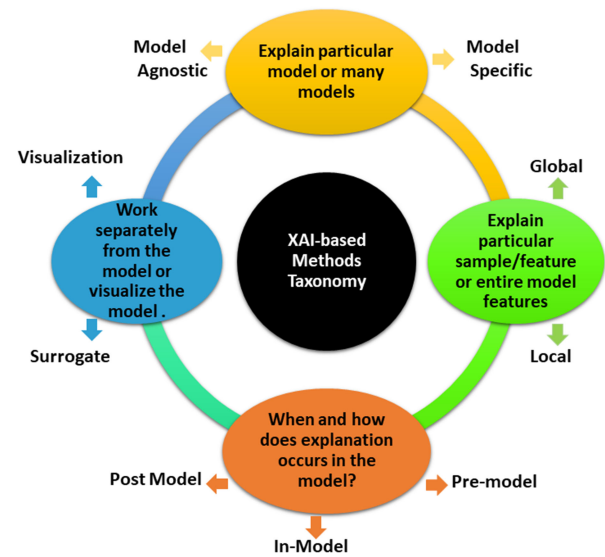 Model
Agnostic
Explain particular
model or many
models
Model
Specific
Visualization
Work
separately
from the
model or
visualize the
model .
Surrogate
XAI-based
Methods
Taxonomy
Global
Explain
particular
sample/feature
or entire model
features
Local
When and how
does explanation
occurs in the
model?
Post Model
Pre-model
In-Model